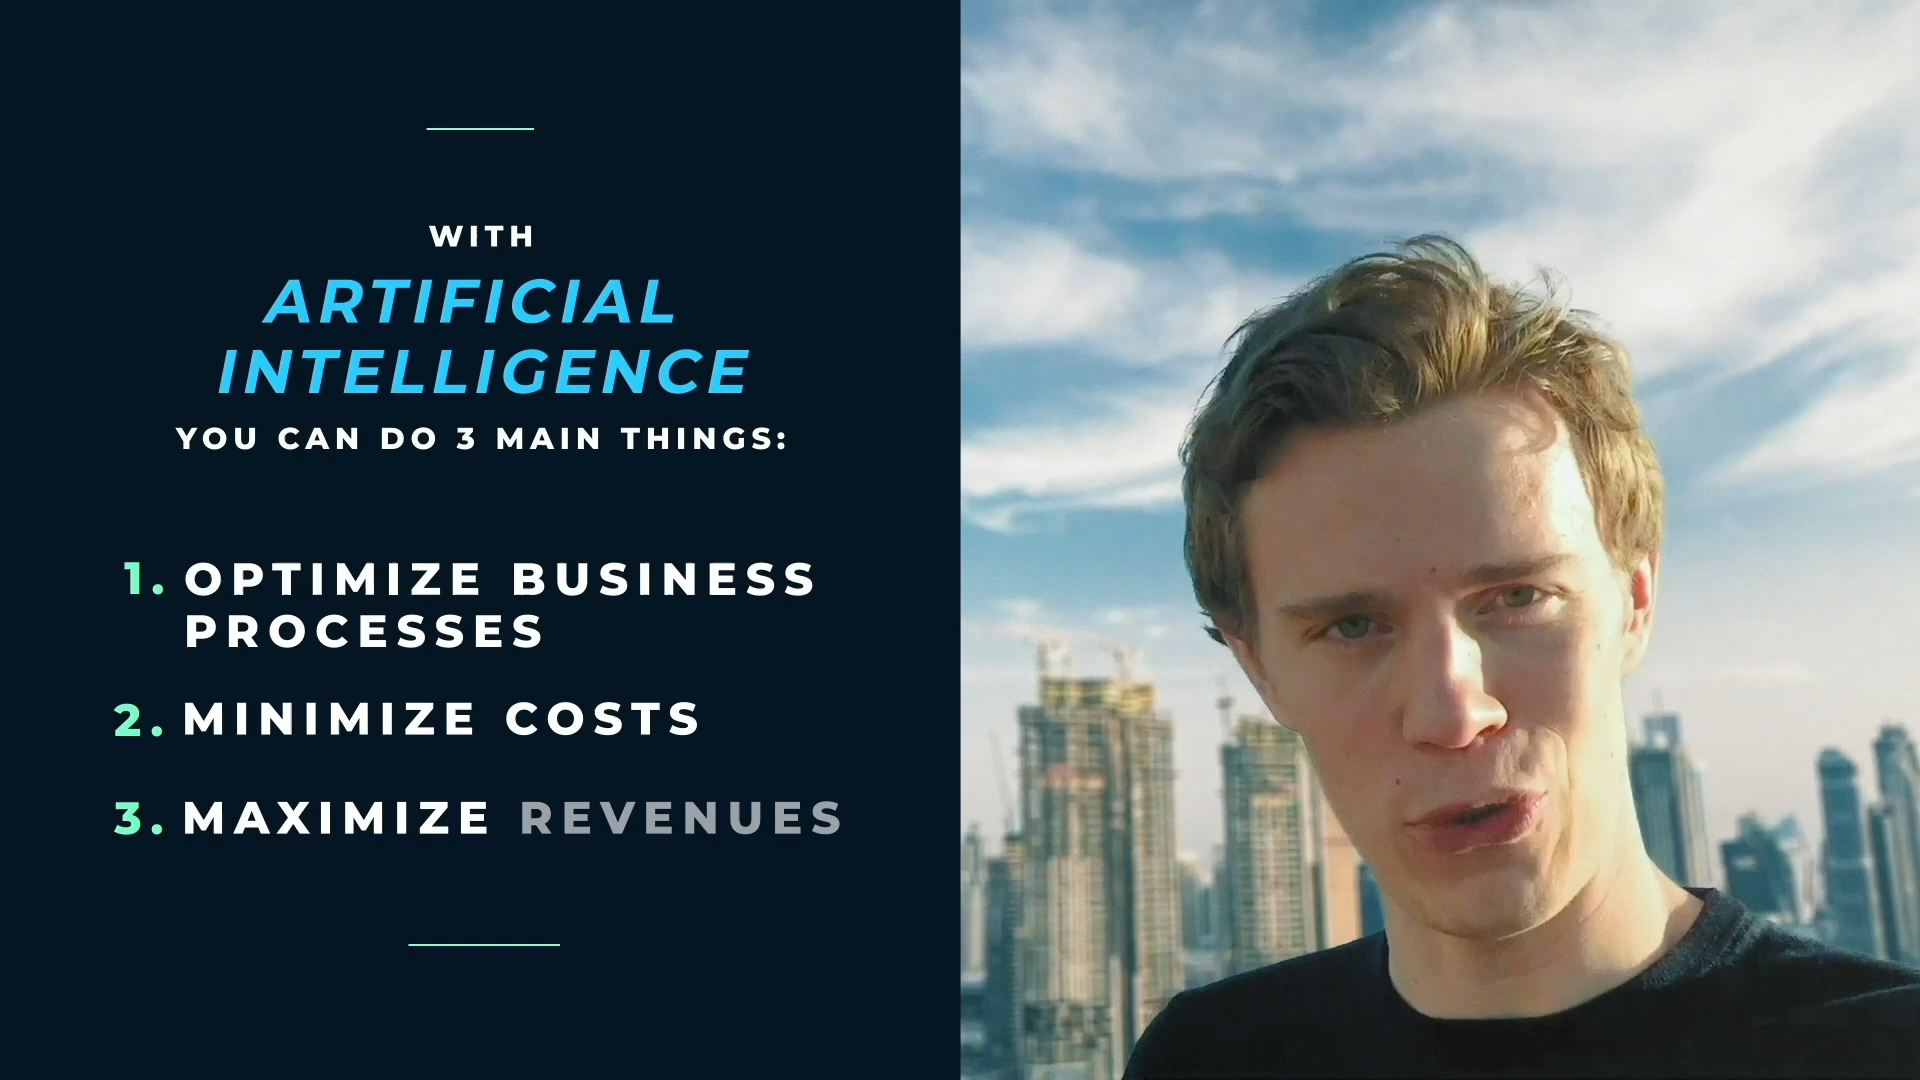 WITH
ARTIFICIAL
INTELLIGENCE
YOU CAN DO 3 MAIN THINGS:
1. OPTIMIZE BUSINESS
PROCESSES
2. MINIMIZE COSTS
3. MAXIMIZE REVENUES